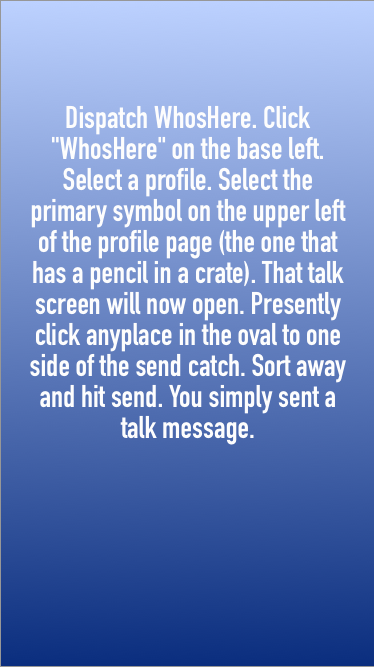 Dispatch WhosHere. Click
"WhosHere" on the base left.
Select a profile. Select the
primary symbol on the upper left
of the profile page (the one that
has a pencil in a crate). That talk
screen will now open. Presently
click anyplace in the oval to one
side of the send catch. Sort away
and hit send. You simply sent a
talk message.